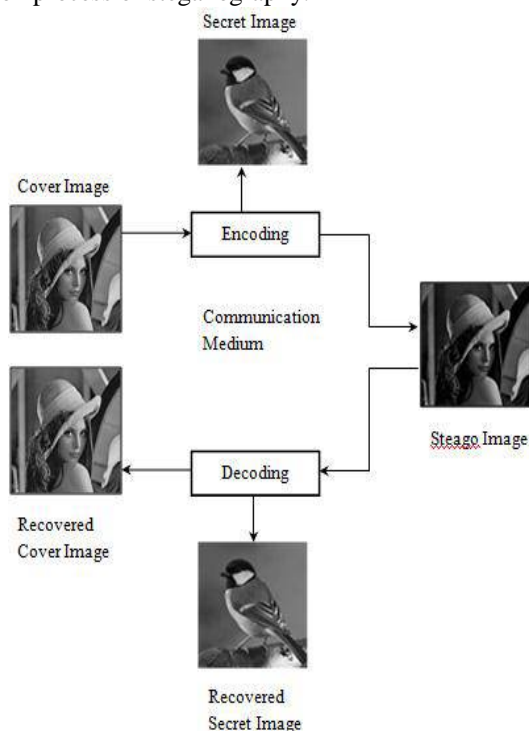 Secret Image
Cover Image
Encoding
Communication
Medium
Steago Image
Decoding
Recovered
Cover Image
Recovered
Secret Image